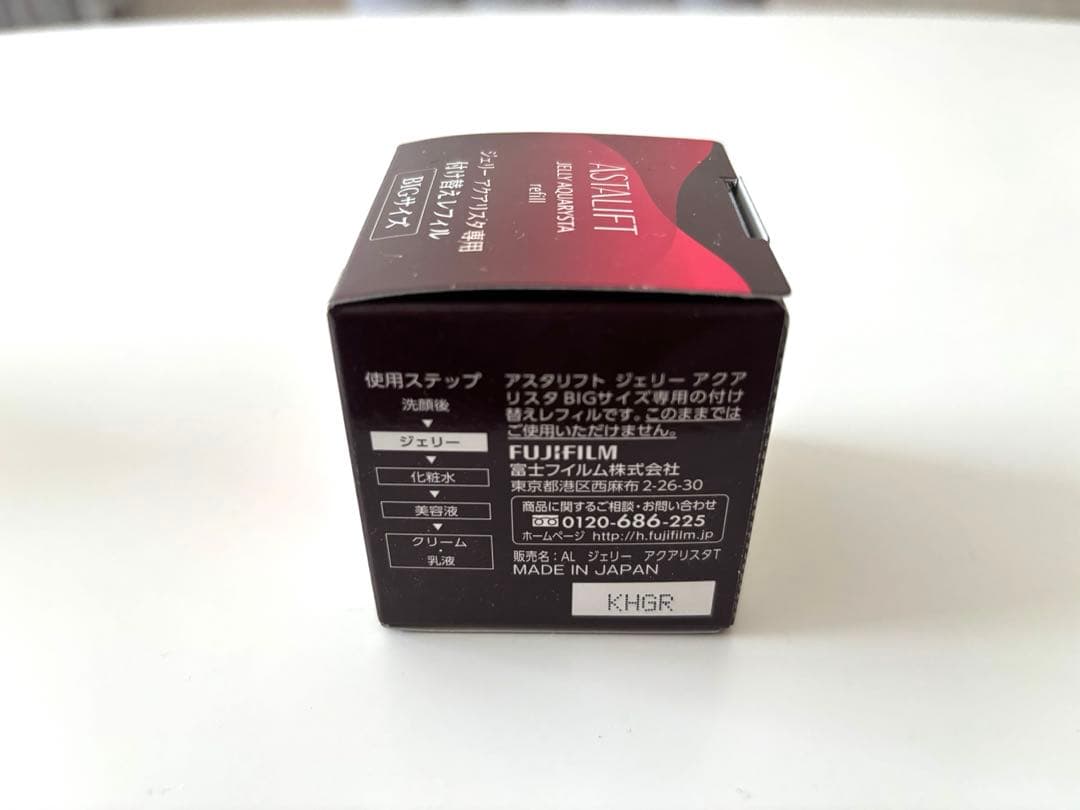 ASTALIFT
JELLY AQUARYSTA
refill
ジェリー アクアリスタ専用
付け替えレフィル
BIGサイズ
使用ステップ
洗顔後
▼
ジェリー
▼
化粧水
▼
美容液
▼
クリーム
・
乳液
アスタリフト ジェリー アクア
リスタ BIGサイズ専用の付け
替えレフィルです。このままでは
ご使用いただけません。
FUJIFILM
富士フイルム株式会社
東京都港区西麻布 2-26-30
商品に関するご相談・お問い合わせ
0120-686-225
ホームページ http://h.fujifilm.jp
販売名：AL ジェリー アクアリスタT
MADE IN JAPAN
KHGR